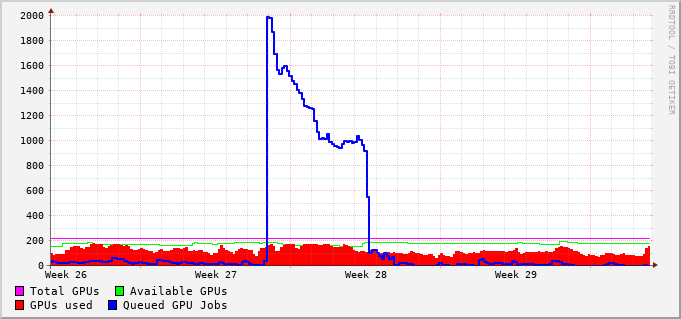 2000
1800
1600
1400
1200
1000
800
600
400
200
0
Week 26 Week 27 Week 28 Week 29
Total GPUs Available GPUs
GPUs used Queued GPU Jobs
RRDTOOL / TOBI OETIKER